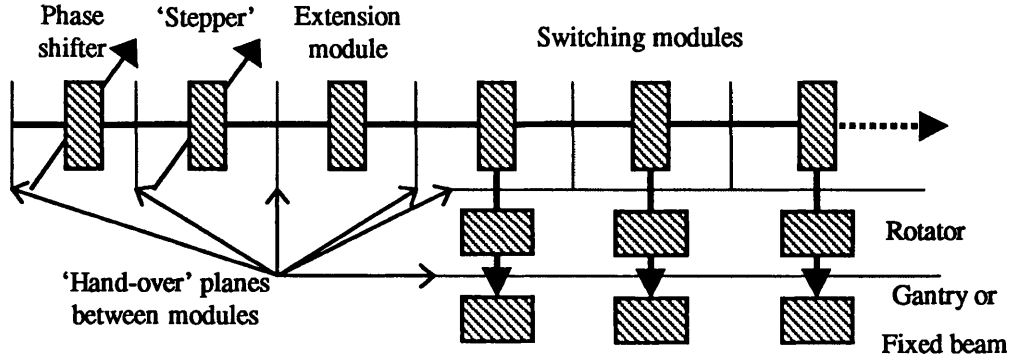 Phase
shifter
‘Stepper’
Extension
module
Switching modules
Rotator
‘Hand-over’ planes
between modules
Gantry or
Fixed beam